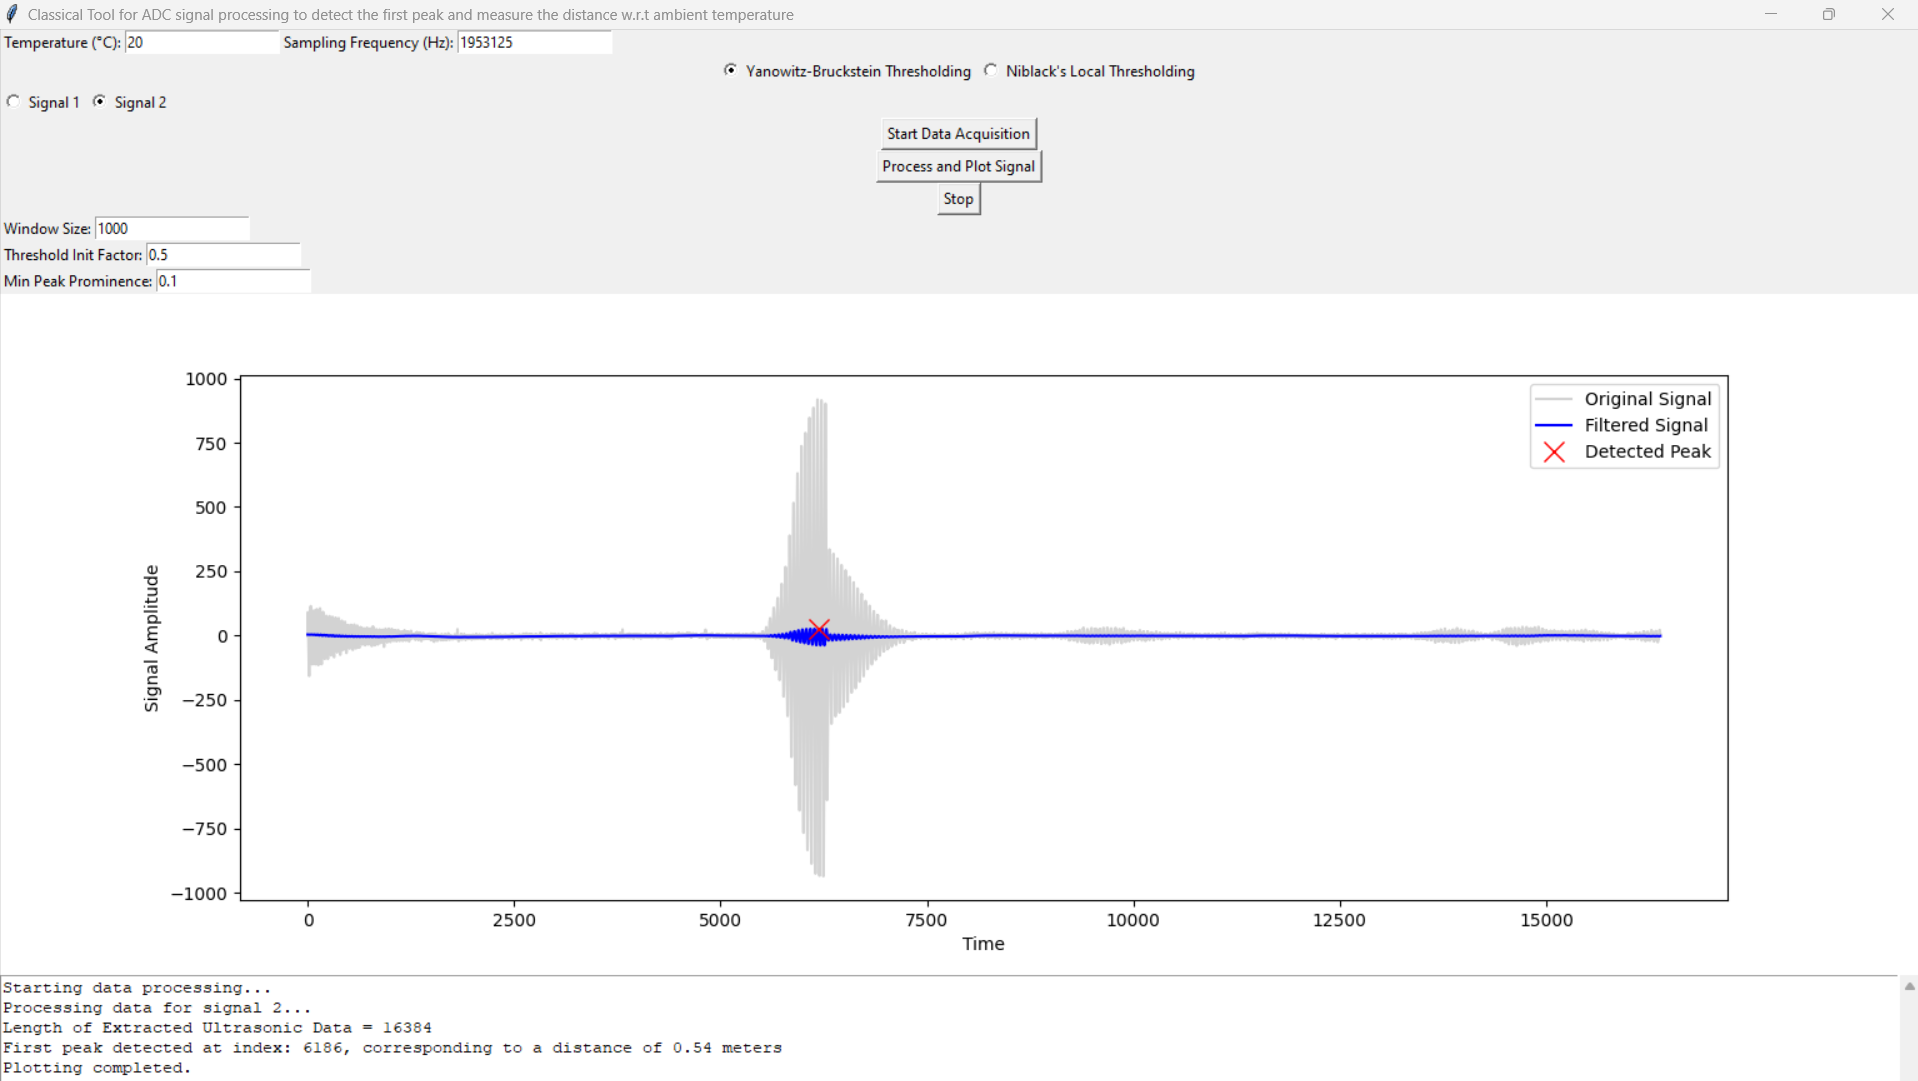 Classical Tool for ADC signal processing to detect the first peak and measure the distance w.r.t ambient temperature
Temperature (°C): 20 Sampling Frequency (Hz): 1953125
Yanowitz-Bruckstein Thresholding Niblack's Local Thresholding
Signal 1 Signal 2
Start Data Acquisition
Process and Plot Signal
Stop
Window Size: 1000
Threshold Init Factor: 0.5
Min Peak Prominence: 0.1
Original Signal
Filtered Signal
Detected Peak
1000
750
500
250
0
−250
−500
−750
−1000
Signal Amplitude
0 2500 5000 7500 10000 12500 15000
Time
Starting data processing...
Processing data for signal 2...
Length of Extracted Ultrasonic Data = 16384
First peak detected at index: 6186, corresponding to a distance of 0.54 meters
Plotting completed.